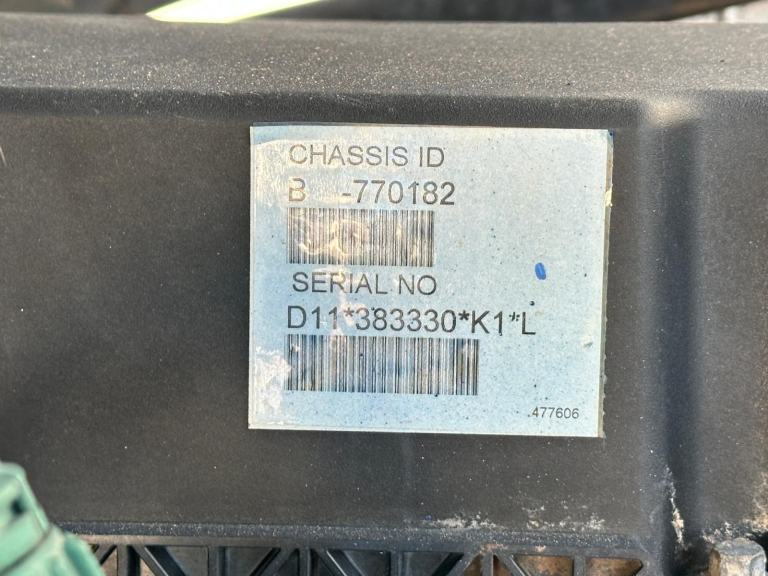 CHASSIS ID
B -770182
SERIAL NO
D11*383330*K1*L
477606